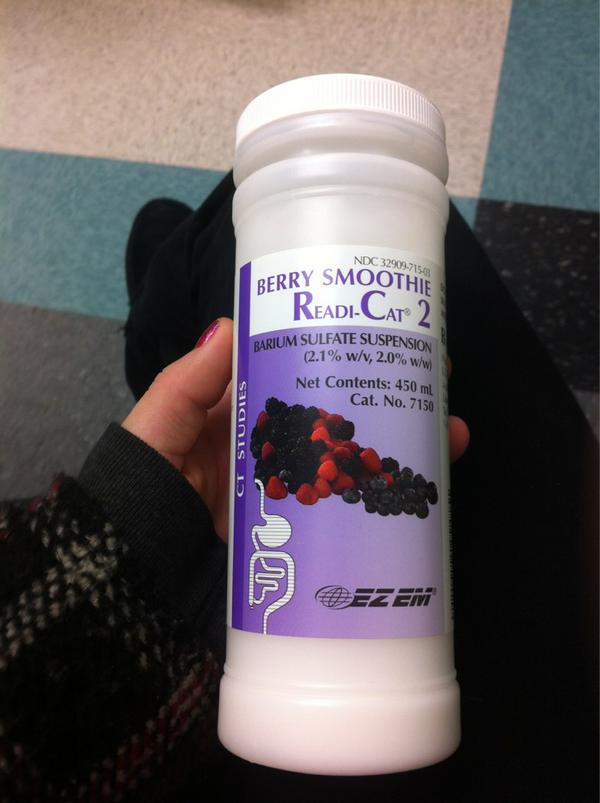 NDC 32909-715-03
BERRY SMOOTHIE
READI-CAT® 2
BARIUM SULFATE SUSPENSION
(2.1% w/v, 2.0% w/w)
Net Contents: 450 mL
Cat. No. 7150
CT STUDIES
EZEM®